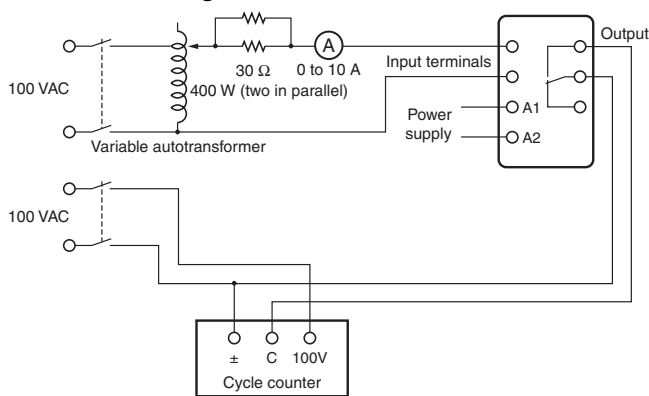 Output
A
Input terminals
30 Ω
0 to 10 A
400 W (two in parallel)
100 VAC
A1
Power
supply
A2
Variable autotransformer
100 VAC
± C 100V
Cycle counter